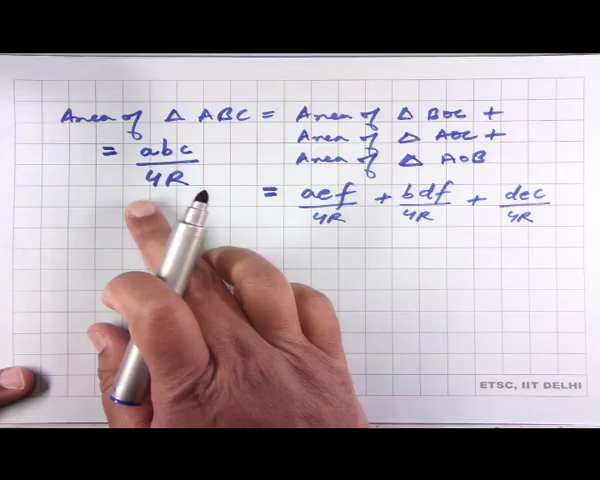 Area of Δ ABC = Area of Δ BOC +
Area of Δ AOC +
= abc/4R Area of Δ AOB
= aef/4R + bdf/4R + dec/4R
ETSC, IIT DELHI